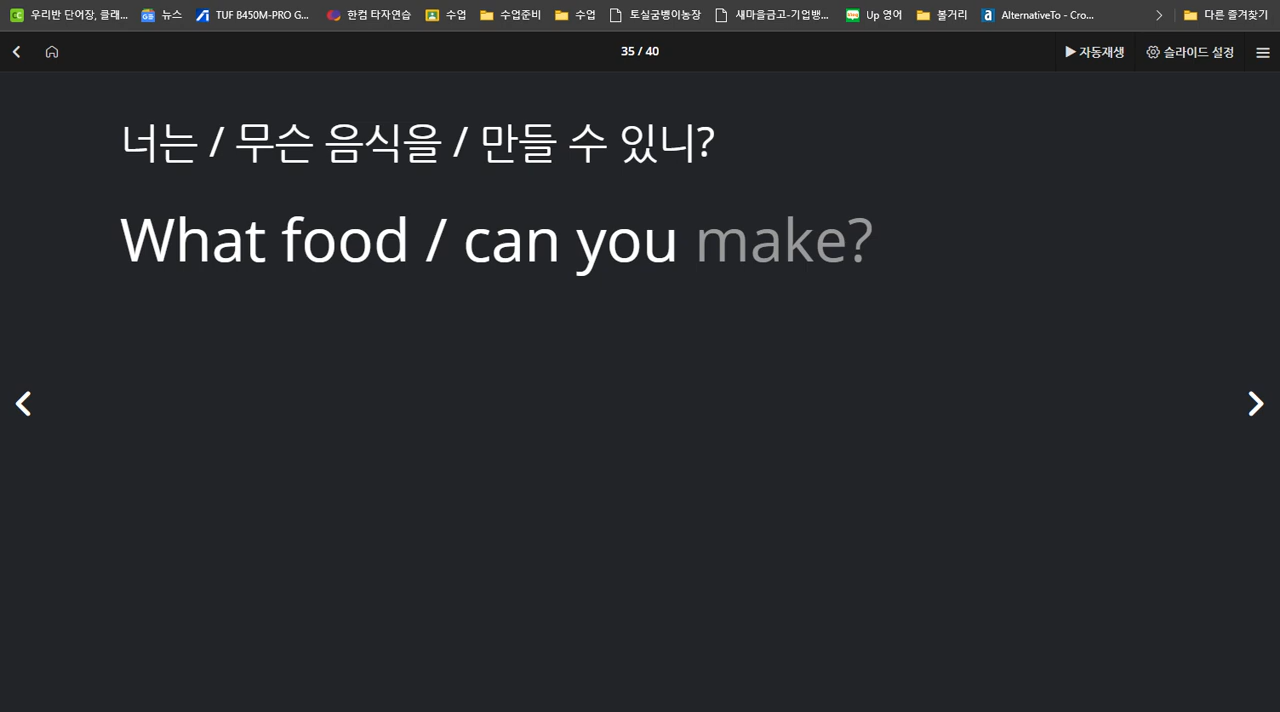 우리반 단어장, 클래... 뉴스 TUF B450M-PRO G... 한컴 타자연습 수업 수업준비 수업 토실굼벵이농장 새마을금고-기업뱅... Up 영어 볼거리 AlternativeTo - Cro... 다른 즐겨찾기
35 / 40 자동재생 슬라이드 설정
너는 / 무슨 음식을 / 만들 수 있니?
What food / can you make?